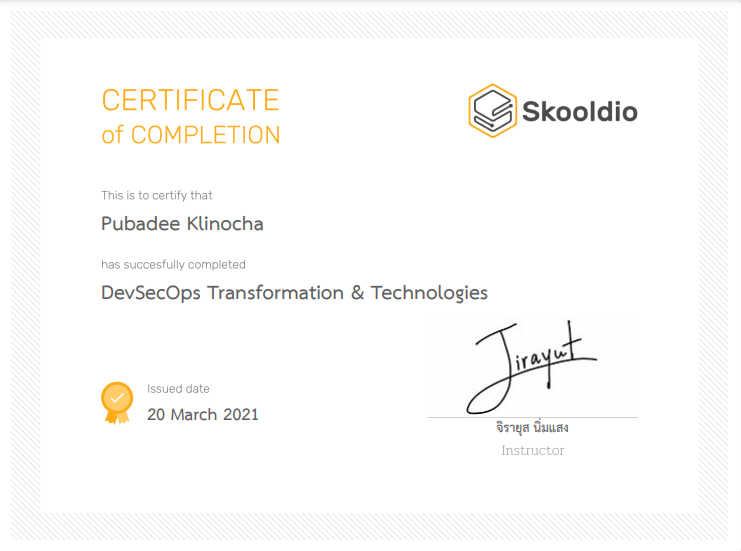 CERTIFICATE
of COMPLETION
Skooldio
This is to certify that
Pubadee Klinocha
has succesfully completed
DevSecOps Transformation & Technologies
Jirayut
Issued date
20 March 2021
จิรายุส นิ่มแสง
Instructor